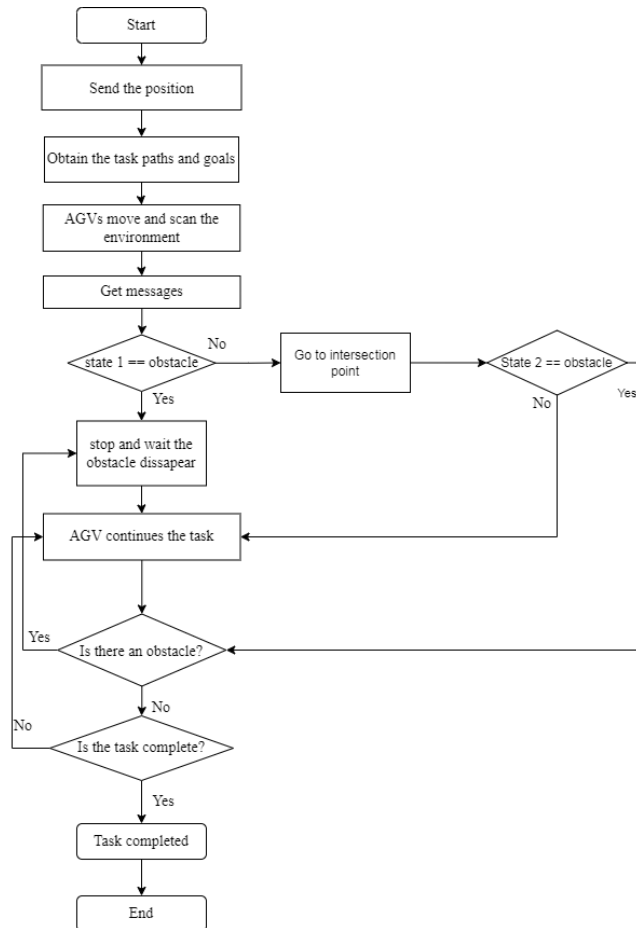 Start
Send the position
Obtain the task paths and goals
AGVs move and scan the
environment
Get messages
state 1 == obstacle
No
Go to intersection
point
State 2 == obstacle
Yes
No
Yes
stop and wait the
obstacle dissapear
AGV continues the task
Is there an obstacle?
Yes
No
Is the task complete?
No
Yes
Task completed
End